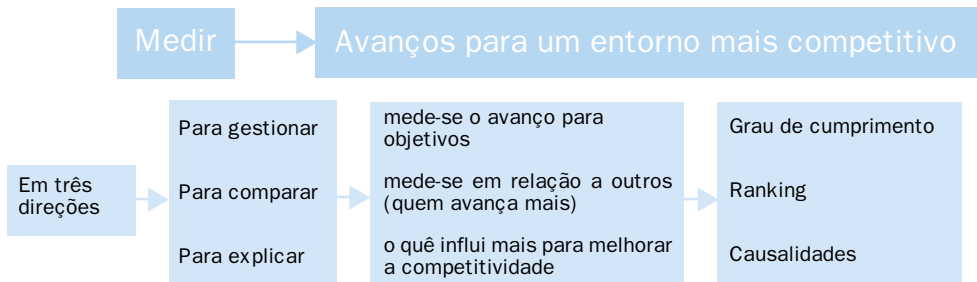 Medir
Avanços para um entorno mais competitivo
Em três
direções
Para gestionar
Para comparar
Para explicar
mede-se o avanço para
objetivos
mede-se em relação a outros
(quem avança mais)
o quê influi mais para melhorar
a competitividade
Grau de cumprimento
Ranking
Causalidades